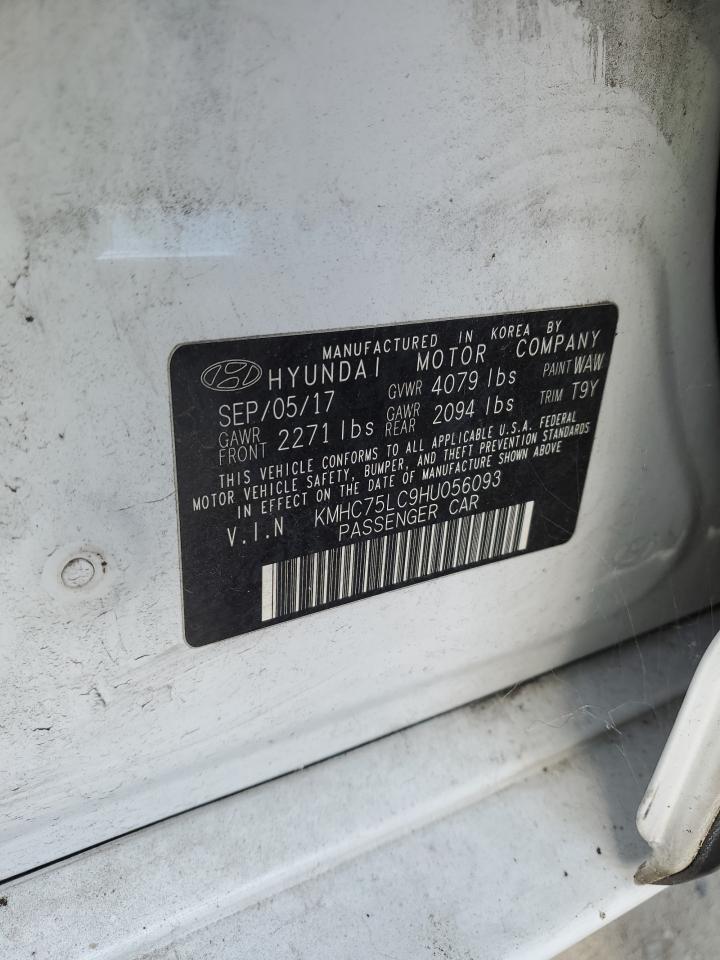 MANUFACTURED IN KOREA BY
HYUNDAI MOTOR COMPANY
SEP/05/17 GVWR 4079 lbs PAINT WAW
GAWR FRONT 2271 lbs GAWR REAR 2094 lbs TRIM T9Y
THIS VEHICLE CONFORMS TO ALL APPLICABLE U.S.A. FEDERAL
MOTOR VEHICLE SAFETY, BUMPER, AND THEFT PREVENTION STANDARDS
IN EFFECT ON THE DATE OF MANUFACTURE SHOWN ABOVE
V.I.N KMHC75LC9HU056093
PASSENGER CAR